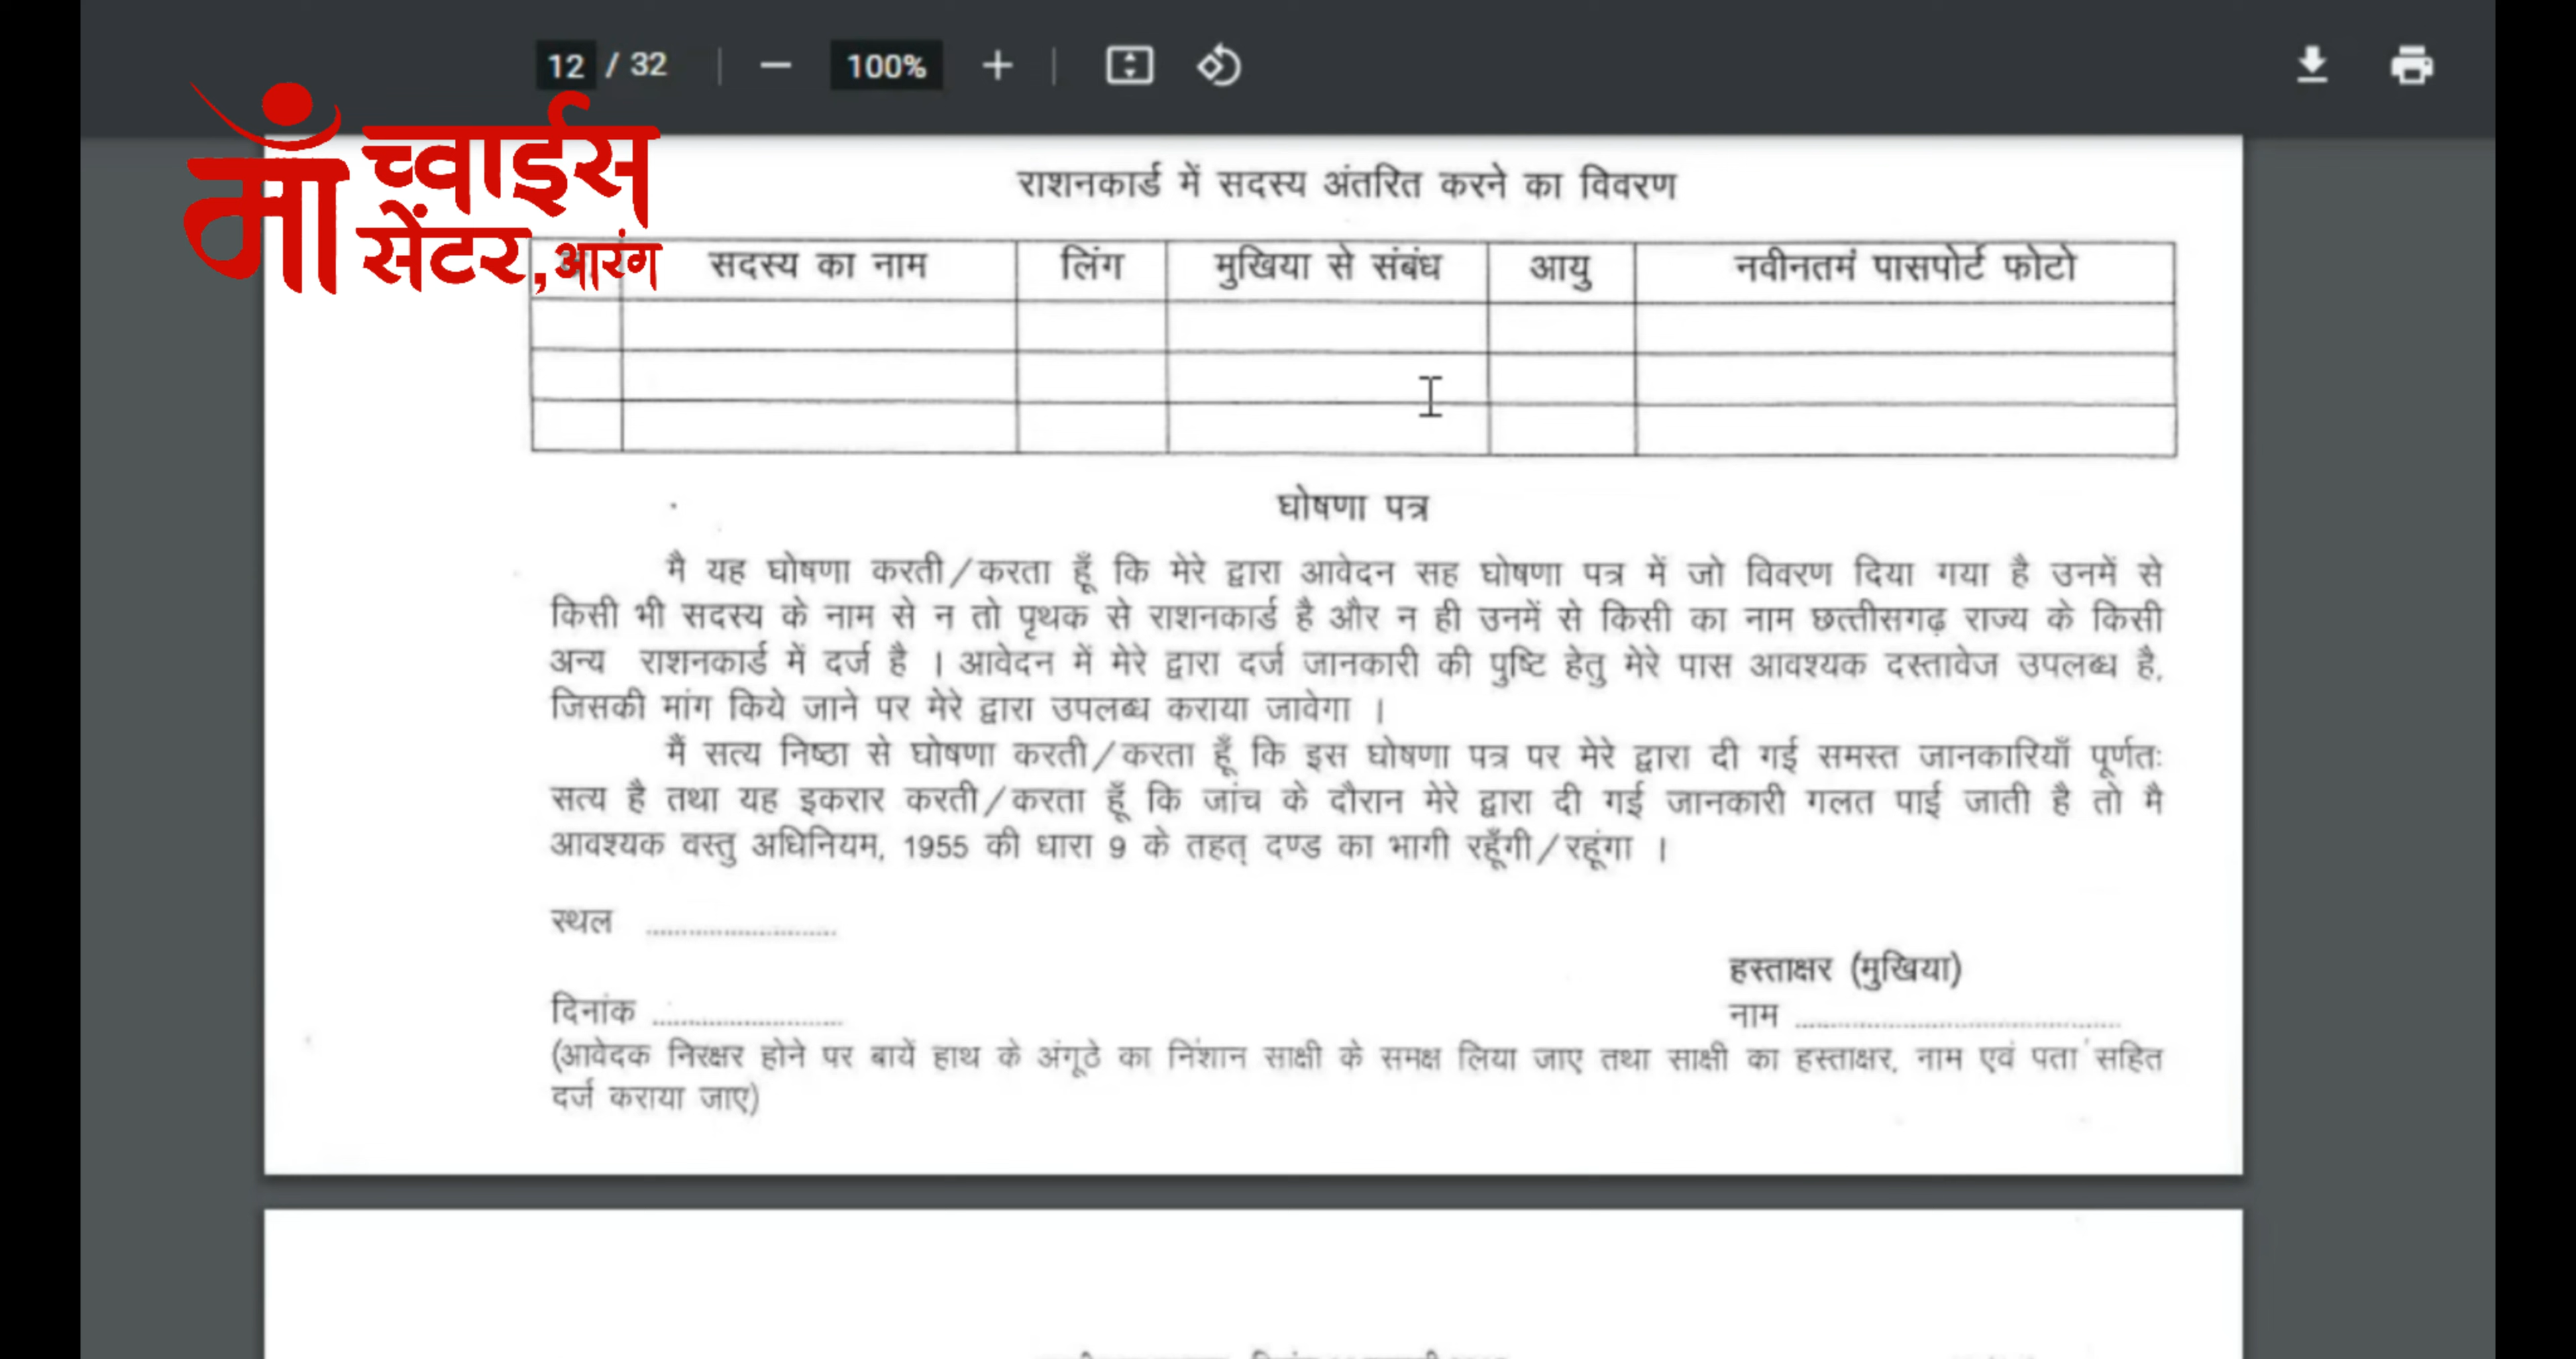 12 / 32
100%
माँ च्वाईस
सेंटर, आरंग
राशनकार्ड में सदस्य अंतरित करने का विवरण
सदस्य का नाम लिंग मुखिया से संबंध आयु नवीनतमं पासपोर्ट फोटो
घोषणा पत्र
मै यह घोषणा करती/करता हूँ कि मेरे द्वारा आवेदन सह घोषणा पत्र में जो विवरण दिया गया है उनमें से
किसी भी सदस्य के नाम से न तो पृथक से राशनकार्ड है और न ही उनमें से किसी का नाम छत्तीसगढ़ राज्य के किसी
अन्य राशनकार्ड में दर्ज है । आवेदन में मेरे द्वारा दर्ज जानकारी की पुष्टि हेतु मेरे पास आवश्यक दस्तावेज उपलब्ध है,
जिसकी मांग किये जाने पर मेरे द्वारा उपलब्ध कराया जावेगा ।
मैं सत्य निष्ठा से घोषणा करती/करता हूँ कि इस घोषणा पत्र पर मेरे द्वारा दी गई समस्त जानकारियाँ पूर्णतः
सत्य है तथा यह इकरार करती/करता हूँ कि जांच के दौरान मेरे द्वारा दी गई जानकारी गलत पाई जाती है तो मै
आवश्यक वस्तु अधिनियम, 1955 की धारा 9 के तहत् दण्ड का भागी रहूँगी/रहूंगा ।
स्थल ........................
हस्ताक्षर (मुखिया)
दिनांक ........................
नाम ........................................
(आवेदक निरक्षर होने पर बायें हाथ के अंगूठे का निंशान साक्षी के समक्ष लिया जाए तथा साक्षी का हस्ताक्षर, नाम एवं पता सहित
दर्ज कराया जाए)